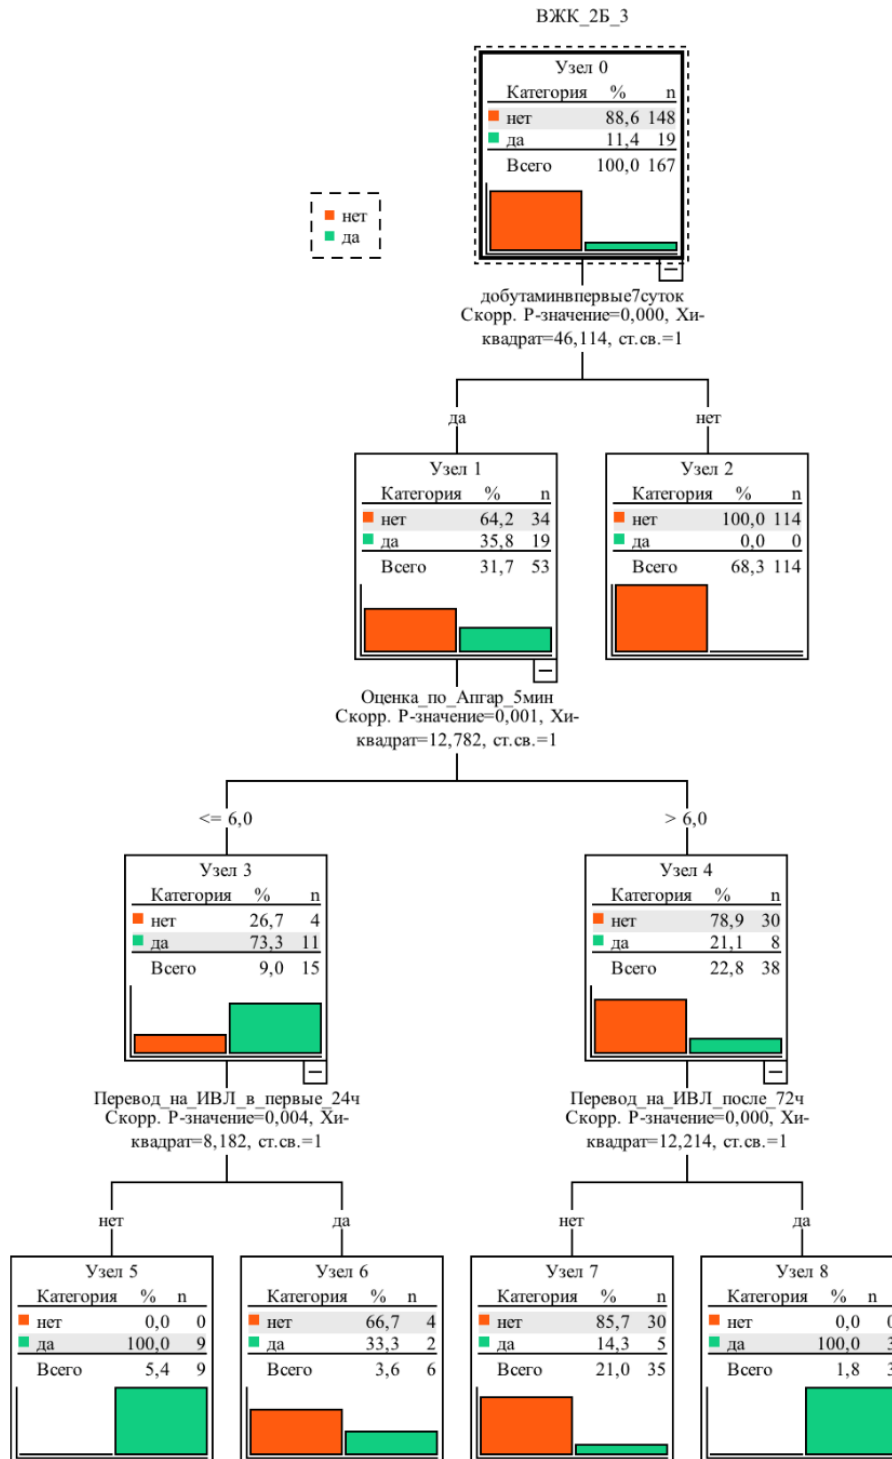 ВЖК_2Б_3
Узел 0
Категория % n
нет 88,6 148
да 11,4 19
Всего 100,0 167
нет
да
добутаминвпервые7суток
Скорр. Р-значение=0,000, Хи-
квадрат=46,114, ст.св.=1
да
нет
Узел 1
Категория % n
нет 64,2 34
да 35,8 19
Всего 31,7 53
Узел 2
Категория % n
нет 100,0 114
да 0,0 0
Всего 68,3 114
Оценка_по_Апгар_5мин
Скорр. Р-значение=0,001, Хи-
квадрат=12,782, ст.св.=1
<= 6,0
> 6,0
Узел 3
Категория % n
нет 26,7 4
да 73,3 11
Всего 9,0 15
Узел 4
Категория % n
нет 78,9 30
да 21,1 8
Всего 22,8 38
Перевод_на_ИВЛ_в_первые_24ч
Скорр. Р-значение=0,004, Хи-
квадрат=8,182, ст.св.=1
Перевод_на_ИВЛ_после_72ч
Скорр. Р-значение=0,000, Хи-
квадрат=12,214, ст.св.=1
нет
да
нет
да
Узел 5
Категория % n
нет 0,0 0
да 100,0 9
Всего 5,4 9
Узел 6
Категория % n
нет 66,7 4
да 33,3 2
Всего 3,6 6
Узел 7
Категория % n
нет 85,7 30
да 14,3 5
Всего 21,0 35
Узел 8
Категория % n
нет 0,0 0
да 100,0 3
Всего 1,8 3